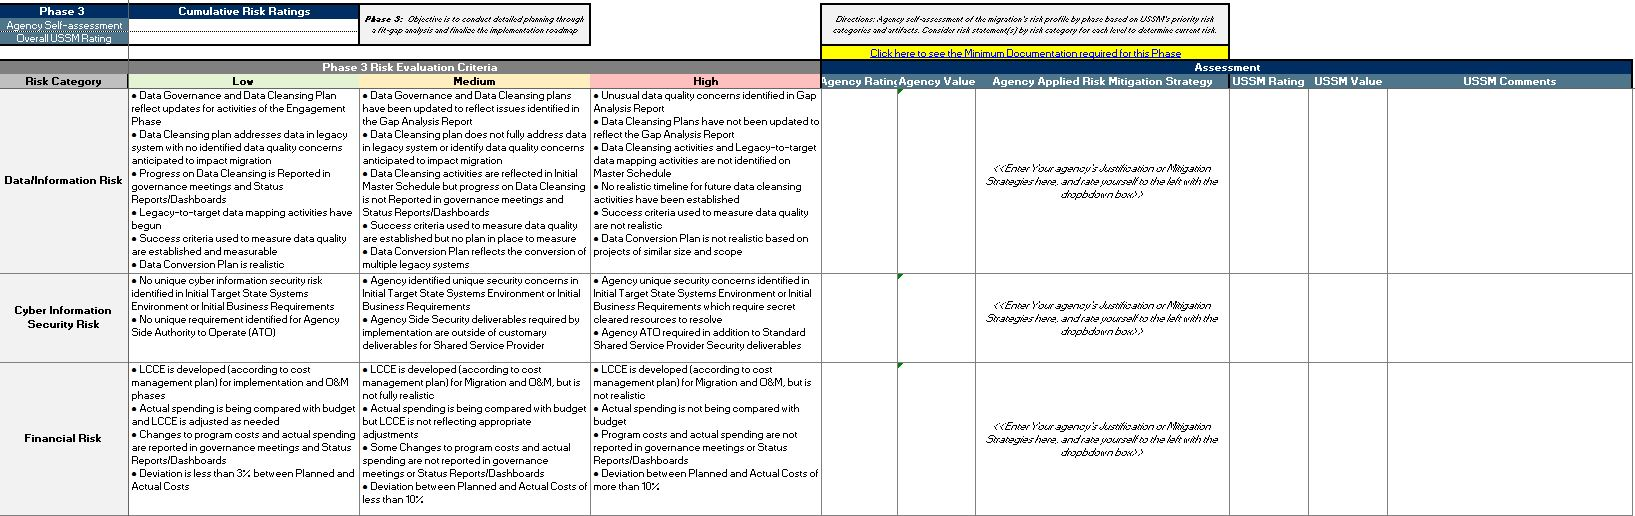 Phase 3
Cumulative Risk Ratings
Agency Self-assessment
Overall USSM Rating
Phase 3: Objective is to conduct detailed planning through
a fit-gap analysis and finalize the implementation roadmap
Directions: Agency self-assessment of the migration's risk profile by phase based on USSM's priority risk
categories and artifacts. Consider risk statement(s) by risk category for each level to determine current risk.
Click here to see the Minimum Documentation required for this Phase
Phase 3 Risk Evaluation Criteria
Assessment
Risk Category
Low
Medium
High
Agency Rating
Agency Value
Agency Applied Risk Mitigation Strategy
USSM Rating
USSM Value
USSM Comments
Data/Information Risk
• Data Governance and Data Cleansing Plan
reflect updates for activities of the Engagement
Phase
• Data Cleansing plan addresses data in legacy
system with no identified data quality concerns
anticipated to impact migration
• Progress on Data Cleansing is Reported in
governance meetings and Status
Reports/Dashboards
• Legacy-to-target data mapping activities have
begun
• Success criteria used to measure data quality
are established and measurable
• Data Conversion Plan is realistic
• Data Governance and Data Cleansing plans
have been updated to reflect issues identified in
the Gap Analysis Report
• Data Cleansing plan does not fully address data
in legacy system or identify data quality concerns
anticipated to impact migration
• Data Cleansing activities are reflected in Initial
Master Schedule but progress on Data Cleansing
is not Reported in governance meetings and
Status Reports/Dashboards
• Success criteria used to measure data quality
are established but no plan in place to measure
• Data Conversion Plan reflects the conversion of
multiple legacy systems
• Unusual data quality concerns identified in Gap
Analysis Report
• Data Cleansing Plans have not been updated to
reflect the Gap Analysis Report
• Data Cleansing activities and Legacy-to-target
data mapping activities are not identified on
Master Schedule
• No realistic timeline for future data cleansing
activities have been established
• Success criteria used to measure data quality
are not realistic
• Data Conversion Plan is not realistic based on
projects of similar size and scope
<<Enter Your agency's Justification or Mitigation
Strategies here, and rate yourself to the left with the
dropdown box>>
Cyber Information
Security Risk
• No unique cyber information security risk
identified in Initial Target State Systems
Environment or Initial Business Requirements
• No unique requirement identified for Agency
Side Authority to Operate (ATO)
• Agency identified unique security concerns in
Initial Target State Systems Environment or Initial
Business Requirements
• Agency Side Security deliverables required by
implementation are outside of customary
deliverables for Shared Service Provider
• Agency unique security concerns identified in
Initial Target State Systems Environment or Initial
Business Requirements which require secret
cleared resources to resolve
• Agency ATO required in addition to Standard
Shared Service Provider Security deliverables
<<Enter Your agency's Justification or Mitigation
Strategies here, and rate yourself to the left with the
dropdown box>>
Financial Risk
• LCCE is developed (according to cost
management plan) for implementation and O&M
phases
• Actual spending is being compared with budget
and LCCE is adjusted as needed
• Changes to program costs and actual spending
are reported in governance meetings and Status
Reports/Dashboards
• Deviation is less than 3% between Planned and
Actual Costs
• LCCE is developed (according to cost
management plan) for Migration and O&M, but is
not fully realistic
• Actual spending is being compared with budget
but LCCE is not reflecting appropriate
adjustments
• Some Changes to program costs and actual
spending are not reported in governance
meetings or Status Reports/Dashboards
• Deviation between Planned and Actual Costs of
less than 10%
• LCCE is developed (according to cost
management plan) for Migration and O&M, but is
not realistic
• Actual spending is not being compared with
budget
• Program costs and actual spending are not
reported in governance meetings or Status
Reports/Dashboards
• Deviation between Planned and Actual Costs of
more than 10%
<<Enter Your agency's Justification or Mitigation
Strategies here, and rate yourself to the left with the
dropdown box>>